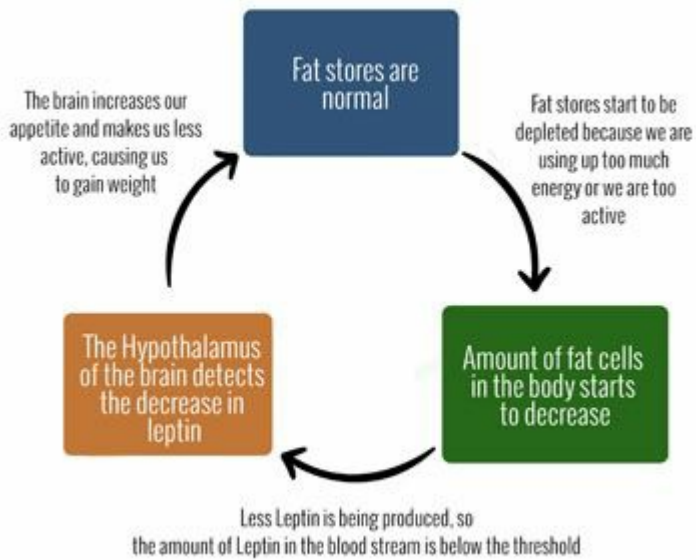 Fat stores are
normal
Fat stores start to be
depleted because we are
using up too much
energy or we are too
active
Amount of fat cells
in the body starts
to decrease
Less Leptin is being produced, so
the amount of Leptin in the blood stream is below the threshold
The Hypothalamus
of the brain detects
the decrease in
leptin
The brain increases our
appetite and makes us less
active, causing us
to gain weight